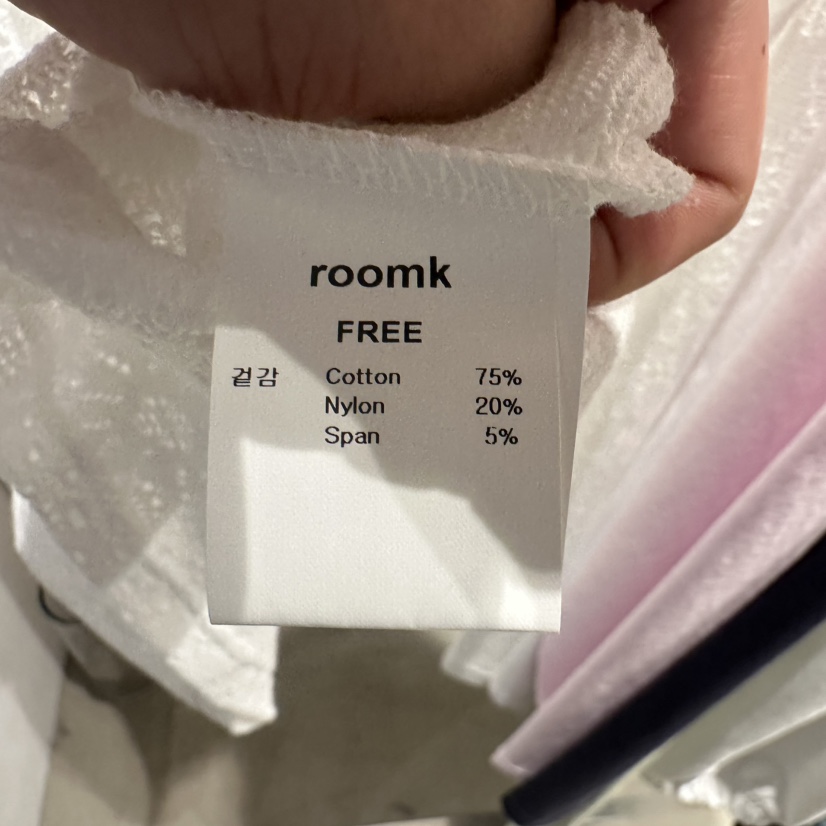 roomk
FREE
겉감 Cotton 75%
Nylon 20%
Span 5%